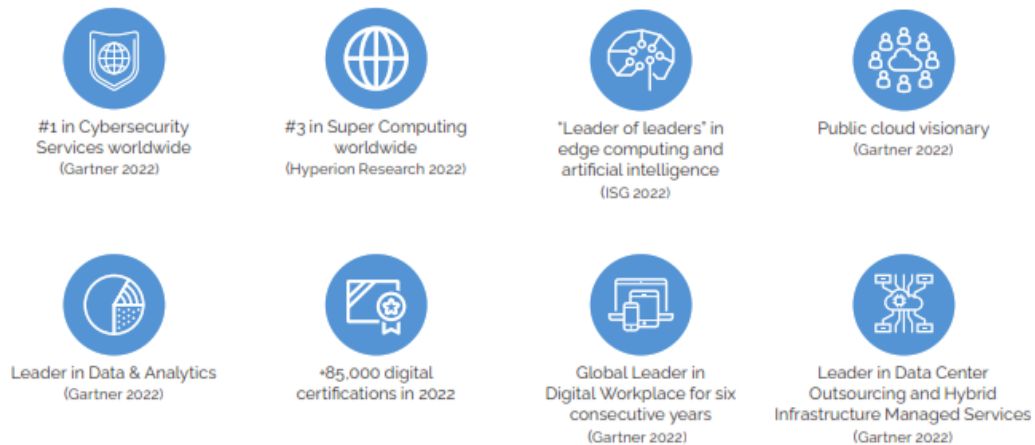 #1 in Cybersecurity
Services worldwide
(Gartner 2022)
#3 in Super Computing
worldwide
(Hyperion Research 2022)
"Leader of leaders" in
edge computing and
artificial intelligence
(ISG 2022)
Public cloud visionary
(Gartner 2022)
Leader in Data & Analytics
(Gartner 2022)
+85,000 digital
certifications in 2022
Global Leader in
Digital Workplace for six
consecutive years
(Gartner 2022)
Leader in Data Center
Outsourcing and Hybrid
Infrastructure Managed Services
(Gartner 2022)